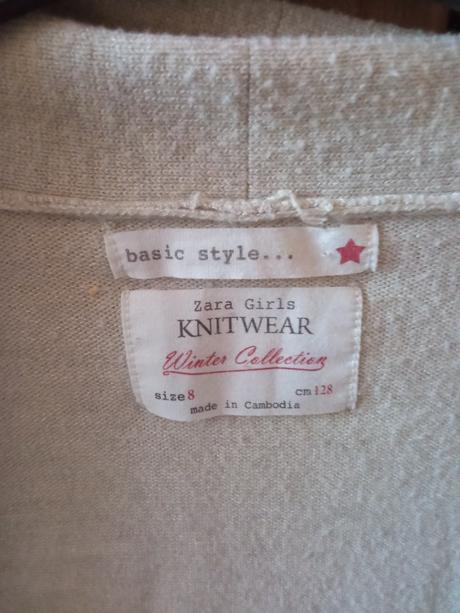 basic style...
Zara Girls
KNITWEAR
Winter Collection
size 8 cm 128
made in Cambodia